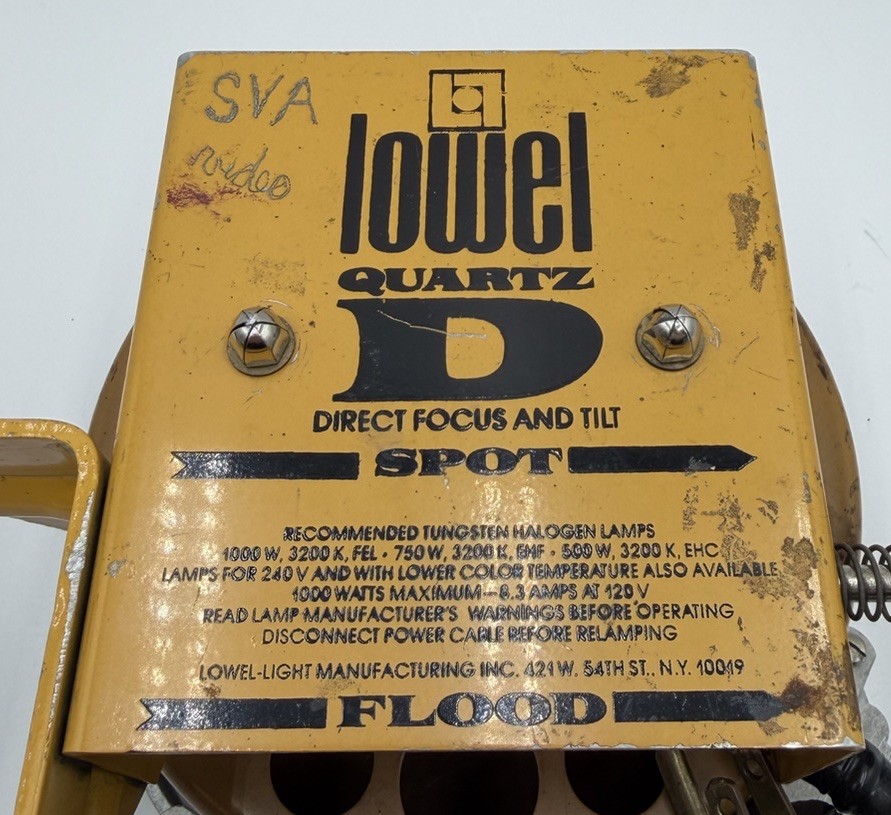 SVA
video
lowel
QUARTZ
D
DIRECT FOCUS AND TILT
SPOT
RECOMMENDED TUNGSTEN HALOGEN LAMPS
1000 W, 3200 K, FEL · 750 W, 3200 K, EMF · 500 W, 3200 K, EHC
LAMPS FOR 240 V AND WITH LOWER COLOR TEMPERATURE ALSO AVAILABLE
1000 WATTS MAXIMUM—8.3 AMPS AT 120 V
READ LAMP MANUFACTURER'S WARNINGS BEFORE OPERATING
DISCONNECT POWER CABLE BEFORE RELAMPING
LOWEL-LIGHT MANUFACTURING INC. 421 W. 54TH ST., N.Y. 10019
FLOOD